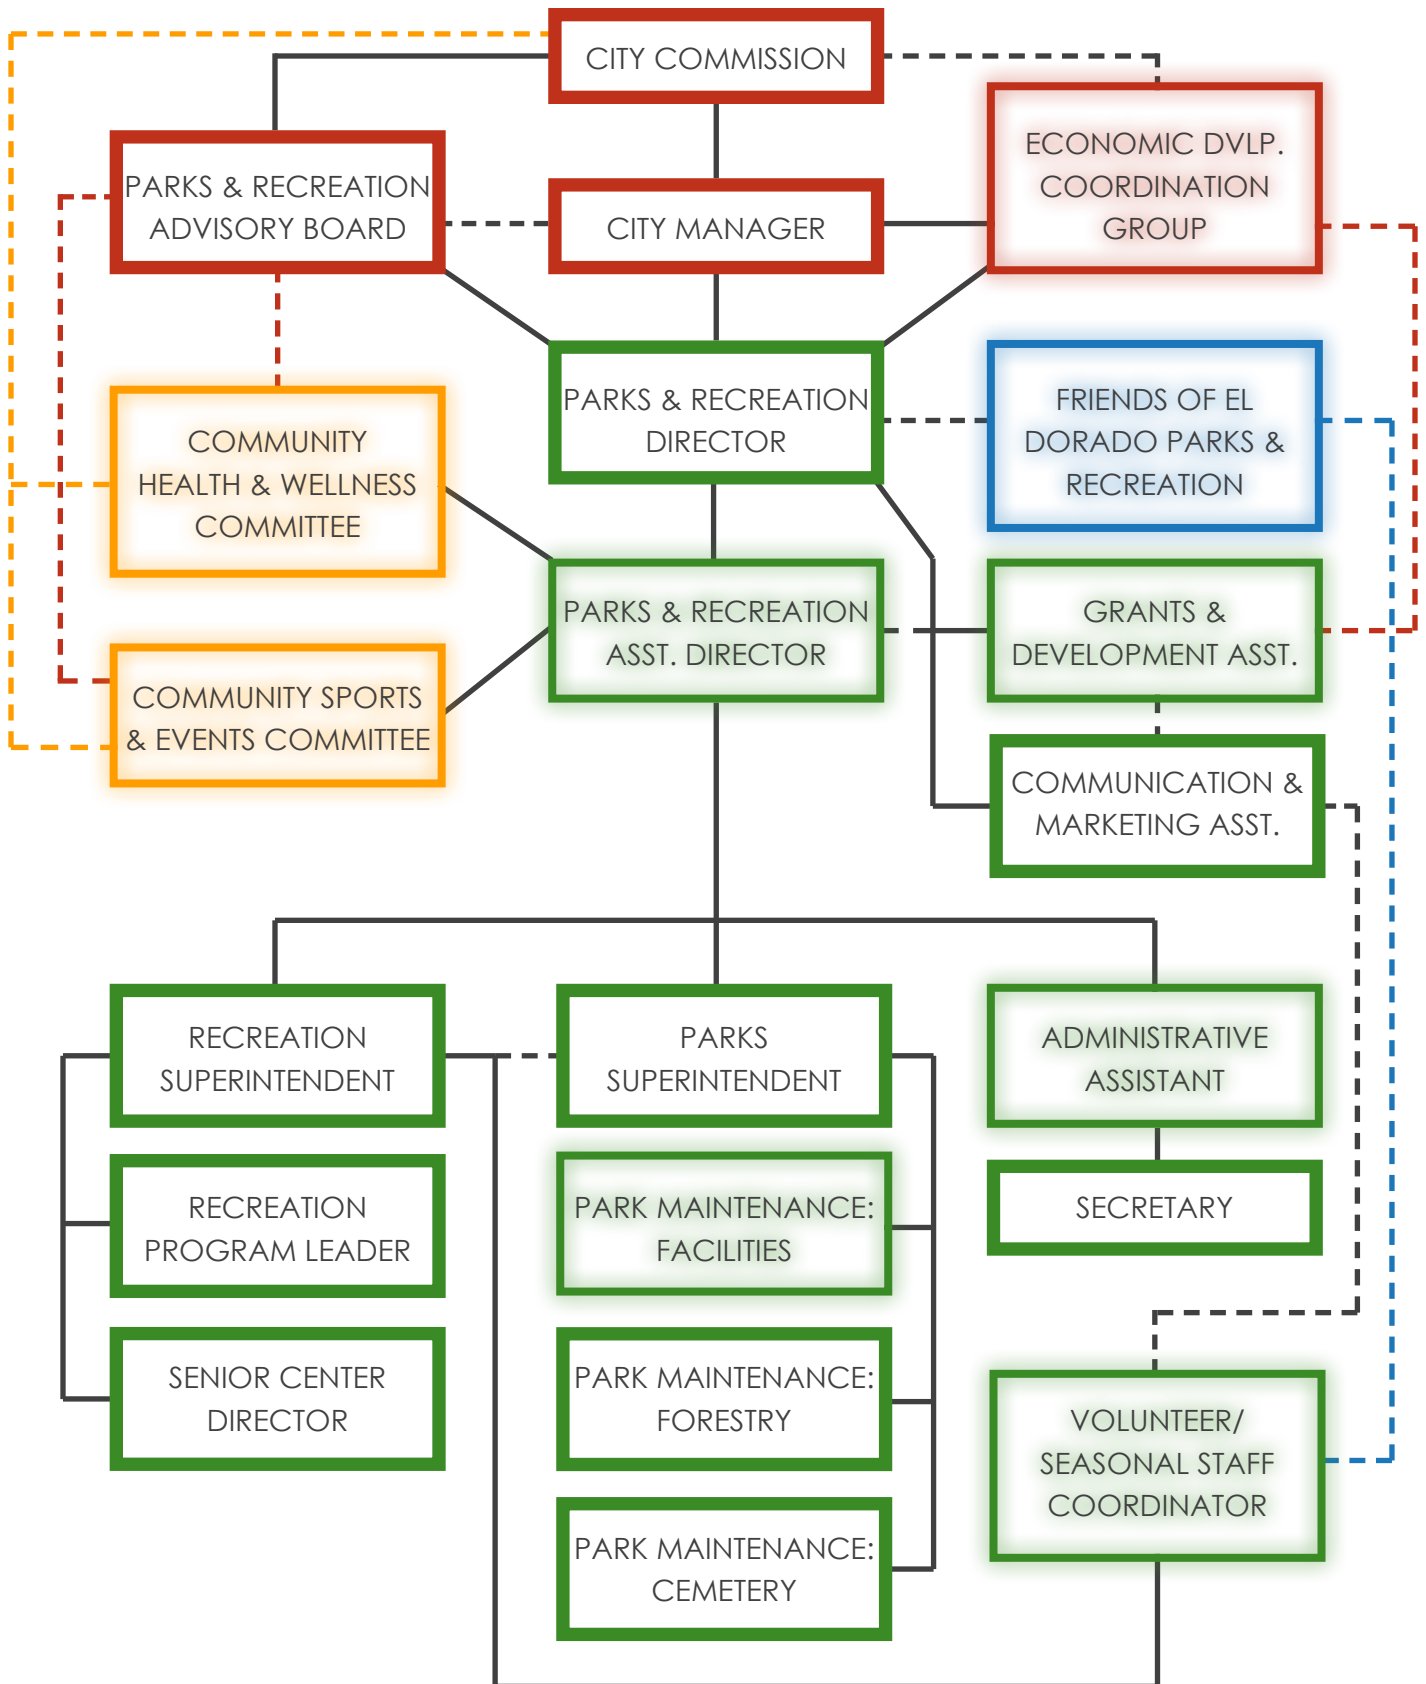 CITY COMMISSION
PARKS & RECREATION
ADVISORY BOARD
CITY MANAGER
ECONOMIC DVLP.
COORDINATION
GROUP
PARKS & RECREATION
DIRECTOR
FRIENDS OF EL
DORADO PARKS &
RECREATION
COMMUNITY
HEALTH & WELLNESS
COMMITTEE
PARKS & RECREATION
ASST. DIRECTOR
GRANTS &
DEVELOPMENT ASST.
COMMUNITY SPORTS
& EVENTS COMMITTEE
COMMUNICATION &
MARKETING ASST.
RECREATION
SUPERINTENDENT
PARKS
SUPERINTENDENT
ADMINISTRATIVE
ASSISTANT
RECREATION
PROGRAM LEADER
PARK MAINTENANCE:
FACILITIES
SECRETARY
SENIOR CENTER
DIRECTOR
PARK MAINTENANCE:
FORESTRY
VOLUNTEER/
SEASONAL STAFF
COORDINATOR
PARK MAINTENANCE:
CEMETERY